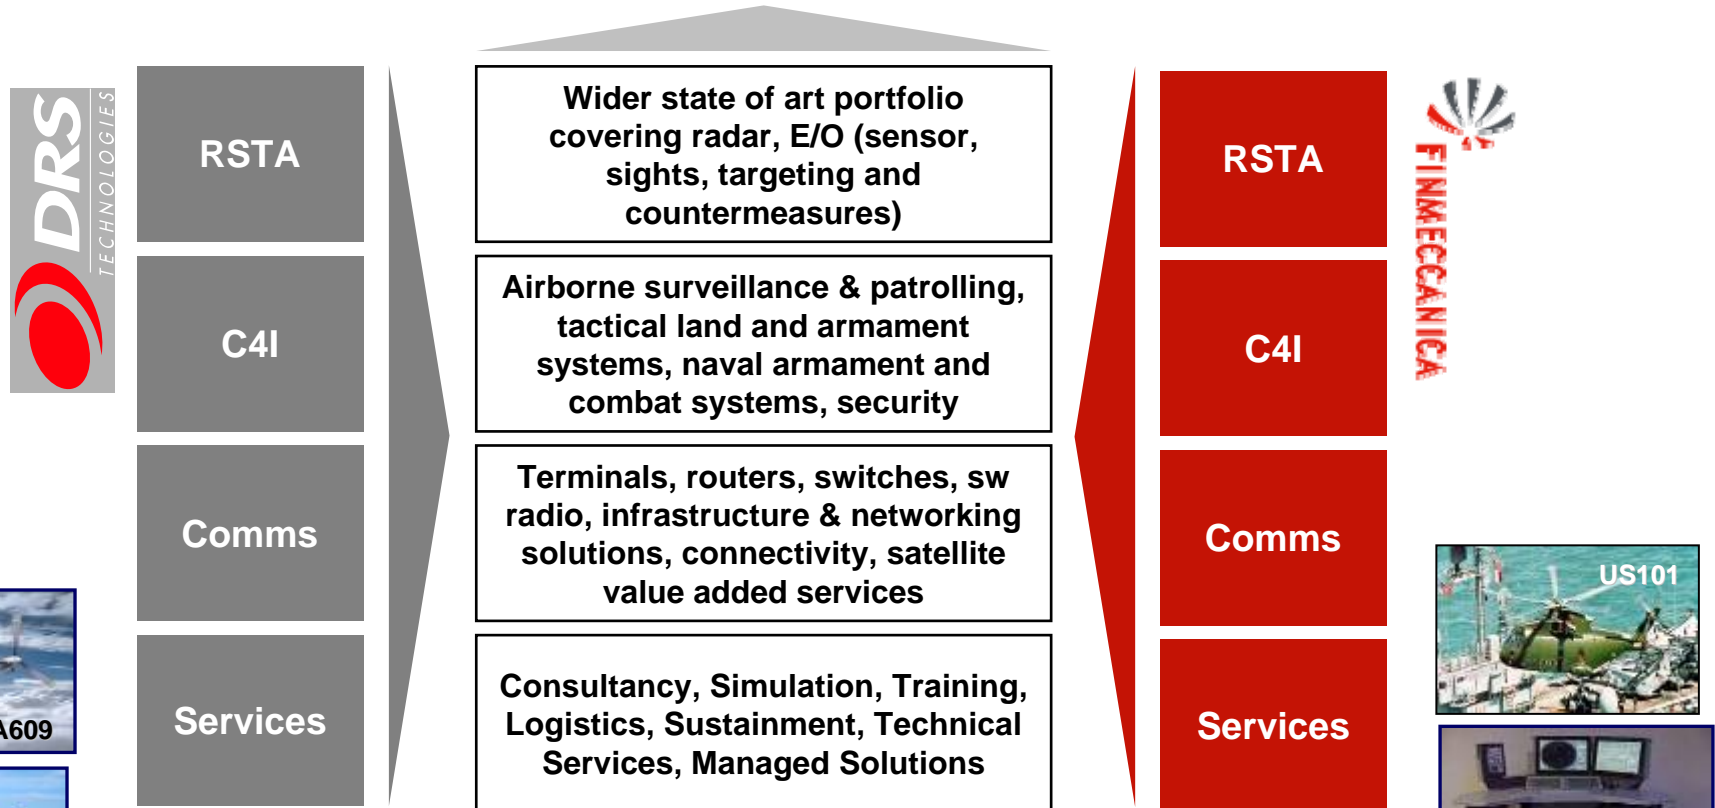 DRS
TECHNOLOGIES
RSTA
C4I
Comms
Services
Wider state of art portfolio
covering radar, E/O (sensor,
sights, targeting and
countermeasures)
Airborne surveillance & patrolling,
tactical land and armament
systems, naval armament and
combat systems, security
Terminals, routers, switches, sw
radio, infrastructure & networking
solutions, connectivity, satellite
value added services
Consultancy, Simulation, Training,
Logistics, Sustainment, Technical
Services, Managed Solutions
RSTA
C4I
Comms
Services
FINMECCANICA
US101
A609